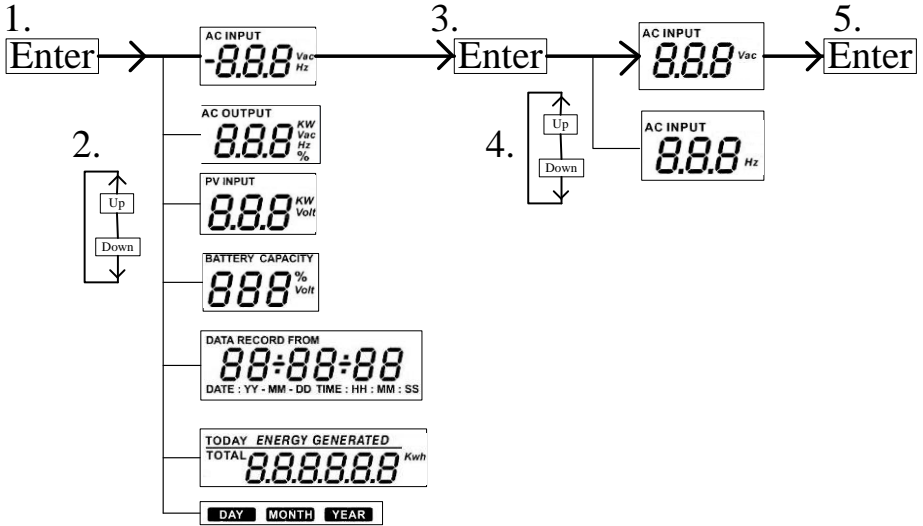 1.
Enter
AC INPUT
-8.8.8 Vac
Hz
AC OUTPUT
8.8.8 KW
Vac
Hz
%
PV INPUT
8.8.8 KW
Volt
BATTERY CAPACITY
888 %
Volt
DATA RECORD FROM
88:88:88
DATE : YY - MM - DD TIME : HH : MM : SS
TODAY ENERGY GENERATED
TOTAL 8.8.8.8.8.8 Kwh
DAY MONTH YEAR
2.
Up
Down
3.
Enter
4.
Up
Down
AC INPUT
8.8.8 Vac
AC INPUT
8.8.8 Hz
5.
Enter